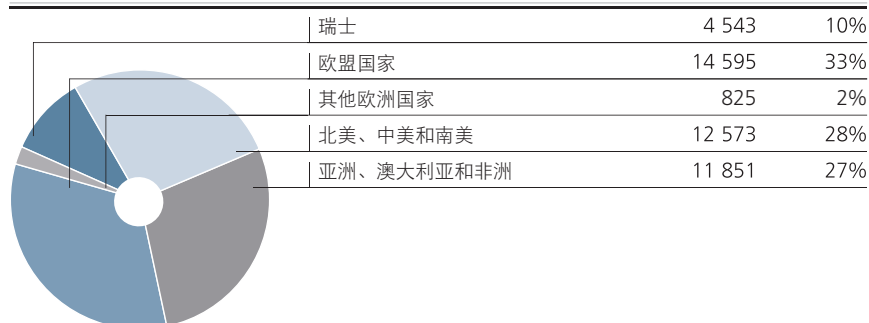 瑞士 4 543 10%
欧盟国家 14 595 33%
其他欧洲国家 825 2%
北美、中美和南美 12 573 28%
亚洲、澳大利亚和非洲 11 851 27%